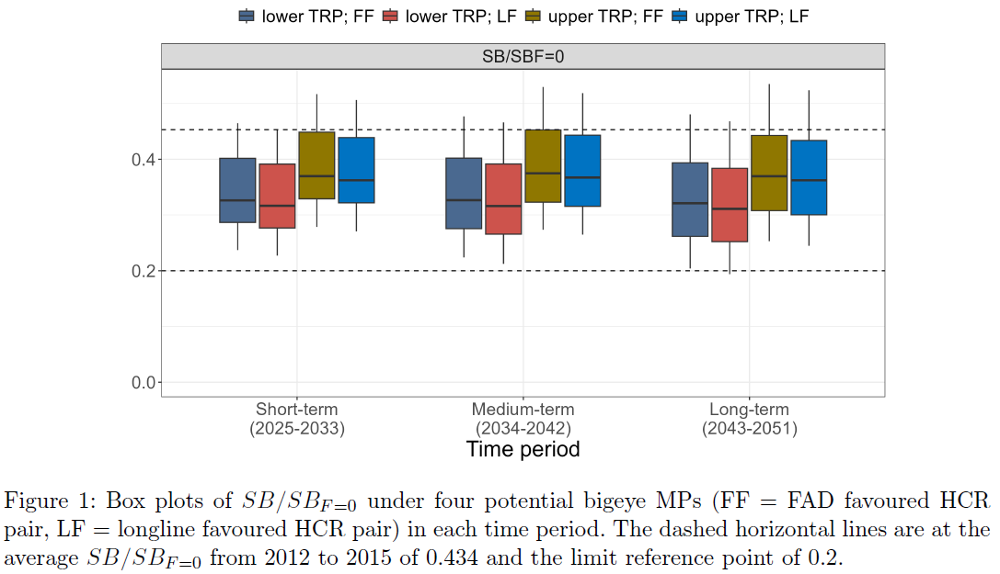 lower TRP; FF lower TRP; LF upper TRP; FF upper TRP; LF
SB/SBF=0
0.4
0.2
0.0
Short-term Medium-term Long-term
(2025-2033) (2034-2042) (2043-2051)
Time period
Figure 1: Box plots of SB/SB_{F=0} under four potential bigeye MPs (FF = FAD favoured HCR
pair, LF = longline favoured HCR pair) in each time period. The dashed horizontal lines are at the
average SB/SB_{F=0} from 2012 to 2015 of 0.434 and the limit reference point of 0.2.